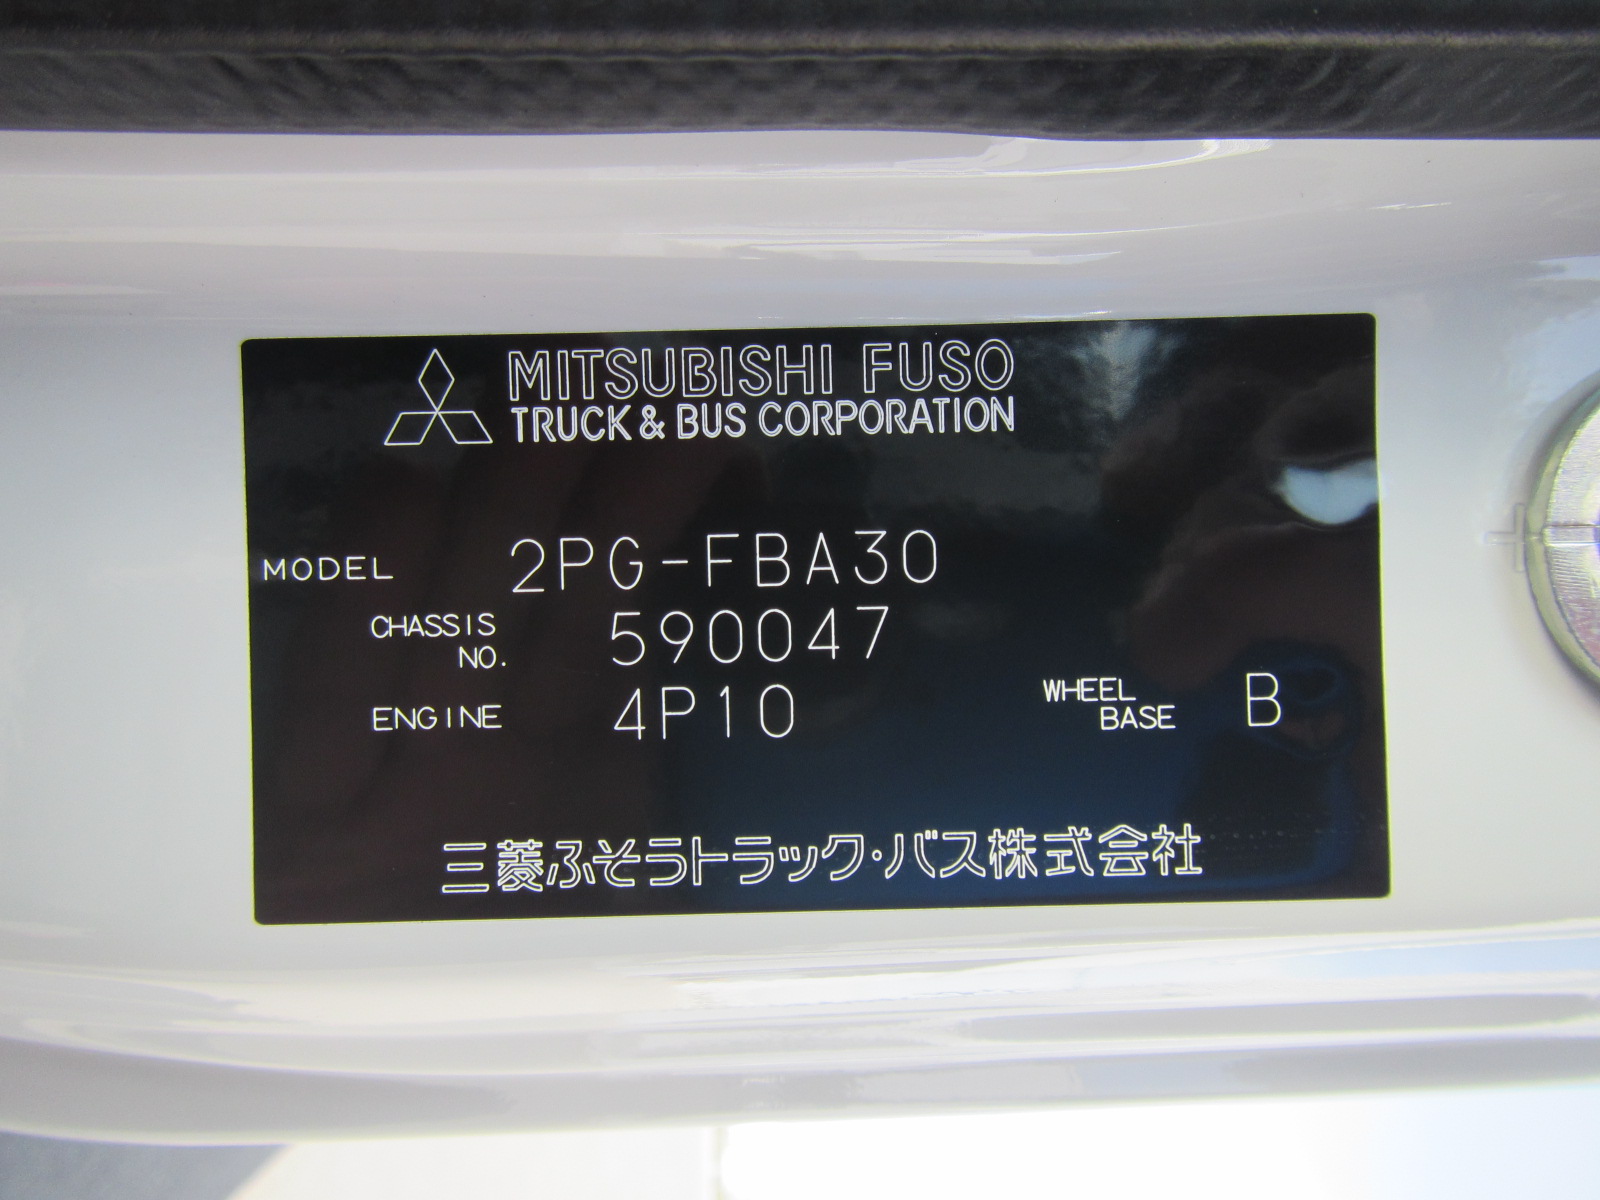 MITSUBISHI FUSO
TRUCK & BUS CORPORATION
MODEL 2PG-FBA30
CHASSIS NO. 590047
ENGINE 4P10 WHEEL BASE B
三菱ふそうトラック・バス株式会社